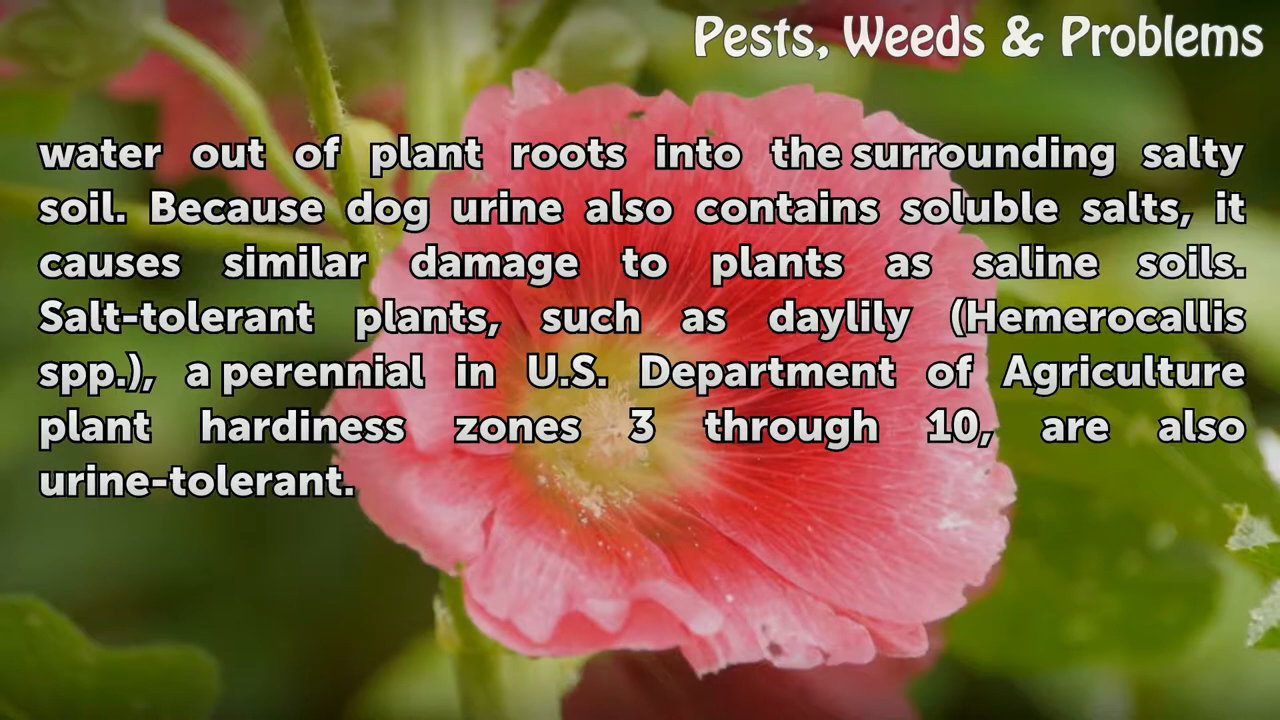 Pests, Weeds & Problems
water out of plant roots into the surrounding salty
soil. Because dog urine also contains soluble salts, it
causes similar damage to plants as saline soils.
Salt-tolerant plants, such as daylily (Hemerocallis
spp.), a perennial in U.S. Department of Agriculture
plant hardiness zones 3 through 10, are also
urine-tolerant.